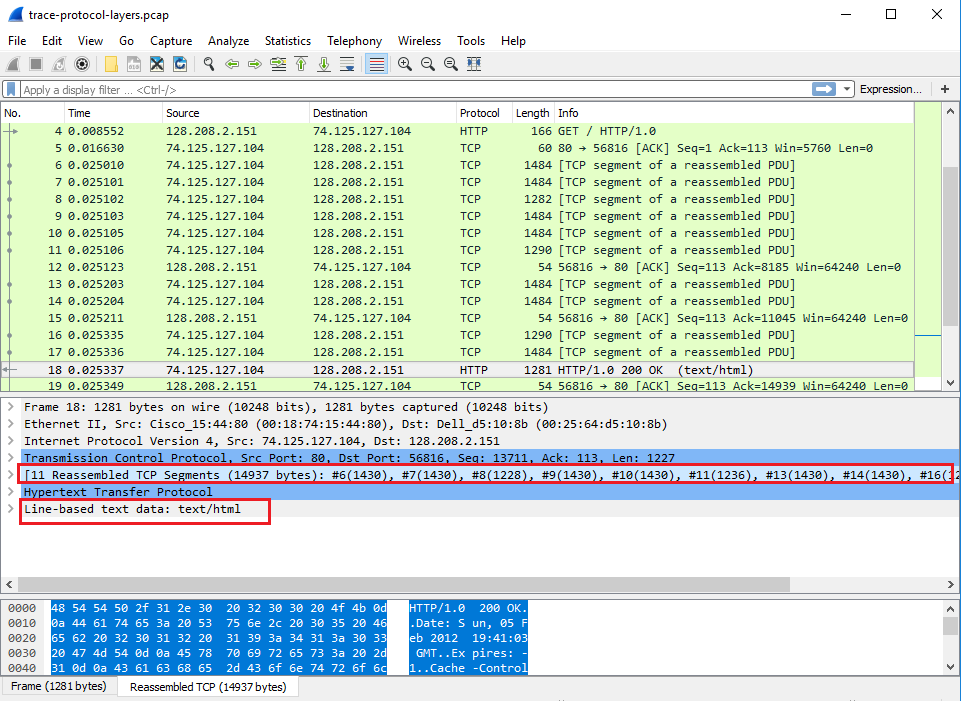 trace-protocol-layers.pcap
File Edit View Go Capture Analyze Statistics Telephony Wireless Tools Help
Apply a display filter ... <Ctrl-/> Expression... +
No. Time Source Destination Protocol Length Info
4 0.008552 128.208.2.151 74.125.127.104 HTTP 166 GET / HTTP/1.0
5 0.016630 74.125.127.104 128.208.2.151 TCP 60 80 → 56816 [ACK] Seq=1 Ack=113 Win=5760 Len=0
6 0.025010 74.125.127.104 128.208.2.151 TCP 1484 [TCP segment of a reassembled PDU]
7 0.025101 74.125.127.104 128.208.2.151 TCP 1484 [TCP segment of a reassembled PDU]
8 0.025102 74.125.127.104 128.208.2.151 TCP 1282 [TCP segment of a reassembled PDU]
9 0.025103 74.125.127.104 128.208.2.151 TCP 1484 [TCP segment of a reassembled PDU]
10 0.025105 74.125.127.104 128.208.2.151 TCP 1484 [TCP segment of a reassembled PDU]
11 0.025106 74.125.127.104 128.208.2.151 TCP 1290 [TCP segment of a reassembled PDU]
12 0.025123 128.208.2.151 74.125.127.104 TCP 54 56816 → 80 [ACK] Seq=113 Ack=8185 Win=64240 Len=0
13 0.025203 74.125.127.104 128.208.2.151 TCP 1484 [TCP segment of a reassembled PDU]
14 0.025204 74.125.127.104 128.208.2.151 TCP 1484 [TCP segment of a reassembled PDU]
15 0.025211 128.208.2.151 74.125.127.104 TCP 54 56816 → 80 [ACK] Seq=113 Ack=11045 Win=64240 Len=0
16 0.025335 74.125.127.104 128.208.2.151 TCP 1290 [TCP segment of a reassembled PDU]
17 0.025336 74.125.127.104 128.208.2.151 TCP 1484 [TCP segment of a reassembled PDU]
18 0.025337 74.125.127.104 128.208.2.151 HTTP 1281 HTTP/1.0 200 OK (text/html)
19 0.025349 128.208.2.151 74.125.127.104 TCP 54 56816 → 80 [ACK] Seq=113 Ack=14939 Win=64240 Len=0
Frame 18: 1281 bytes on wire (10248 bits), 1281 bytes captured (10248 bits)
Ethernet II, Src: Cisco_15:44:80 (00:18:74:15:44:80), Dst: Dell_d5:10:8b (00:25:64:d5:10:8b)
Internet Protocol Version 4, Src: 74.125.127.104, Dst: 128.208.2.151
Transmission Control Protocol, Src Port: 80, Dst Port: 56816, Seq: 13711, Ack: 113, Len: 1227
[11 Reassembled TCP Segments (14937 bytes): #6(1430), #7(1430), #8(1228), #9(1430), #10(1430), #11(1236), #13(1430), #14(1430), #16(12
Hypertext Transfer Protocol
Line-based text data: text/html
0000 48 54 54 50 2f 31 2e 30 20 32 30 30 20 4f 4b 0d HTTP/1.0 200 OK.
0010 0a 44 61 74 65 3a 20 53 75 6e 2c 20 30 35 20 46 .Date: S un, 05 F
0020 65 62 20 32 30 31 32 20 31 39 3a 34 31 3a 30 33 eb 2012 19:41:03
0030 20 47 4d 54 0d 0a 45 78 70 69 72 65 73 3a 20 2d GMT..Ex pires: -
0040 31 0d 0a 43 61 63 68 65 2d 43 6f 6e 74 72 6f 6c 1..Cache -Control
Frame (1281 bytes) Reassembled TCP (14937 bytes)